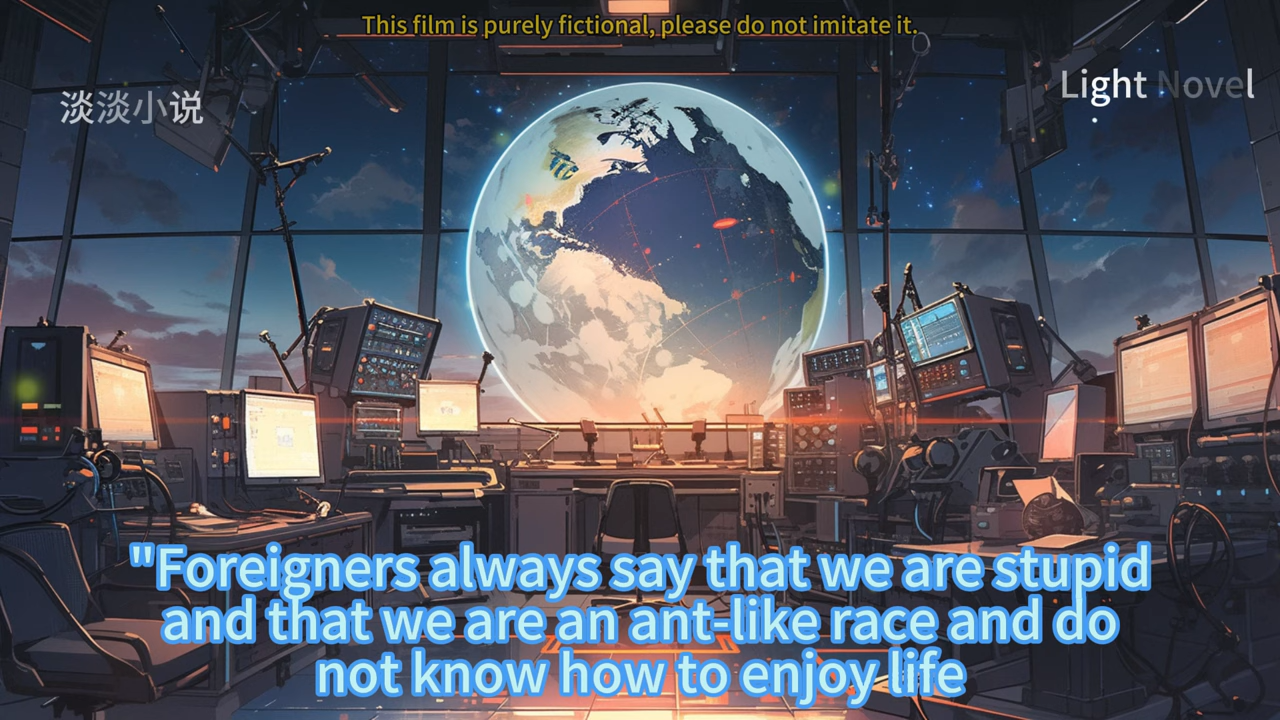 This film is purely fictional, please do not imitate it.
淡淡小说
Light Novel
"Foreigners always say that we are stupid
and that we are an ant-like race and do
not know how to enjoy life